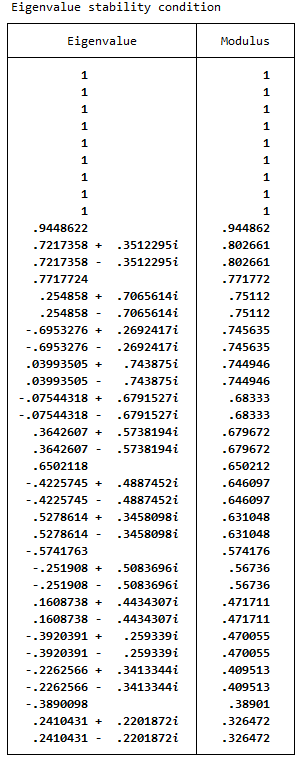 Eigenvalue stability condition
Eigenvalue Modulus
1 1
1 1
1 1
1 1
1 1
1 1
1 1
1 1
1 1
.9448622 .944862
.7217358 + .3512295i .802661
.7217358 - .3512295i .802661
.7717724 .771772
.254858 + .7065614i .75112
.254858 - .7065614i .75112
-.6953276 + .2692417i .745635
-.6953276 - .2692417i .745635
.03993505 + .743875i .744946
.03993505 - .743875i .744946
-.07544318 + .6791527i .68333
-.07544318 - .6791527i .68333
.3642607 + .5738194i .679672
.3642607 - .5738194i .679672
.6502118 .650212
-.4225745 + .4887452i .646097
-.4225745 - .4887452i .646097
.5278614 + .3458098i .631048
.5278614 - .3458098i .631048
-.5741763 .574176
-.251908 + .5083696i .56736
-.251908 - .5083696i .56736
.1608738 + .4434307i .471711
.1608738 - .4434307i .471711
-.3920391 + .259339i .470055
-.3920391 - .259339i .470055
-.2262566 + .3413344i .409513
-.2262566 - .3413344i .409513
-.3890098 .38901
.2410431 + .2201872i .326472
.2410431 - .2201872i .326472